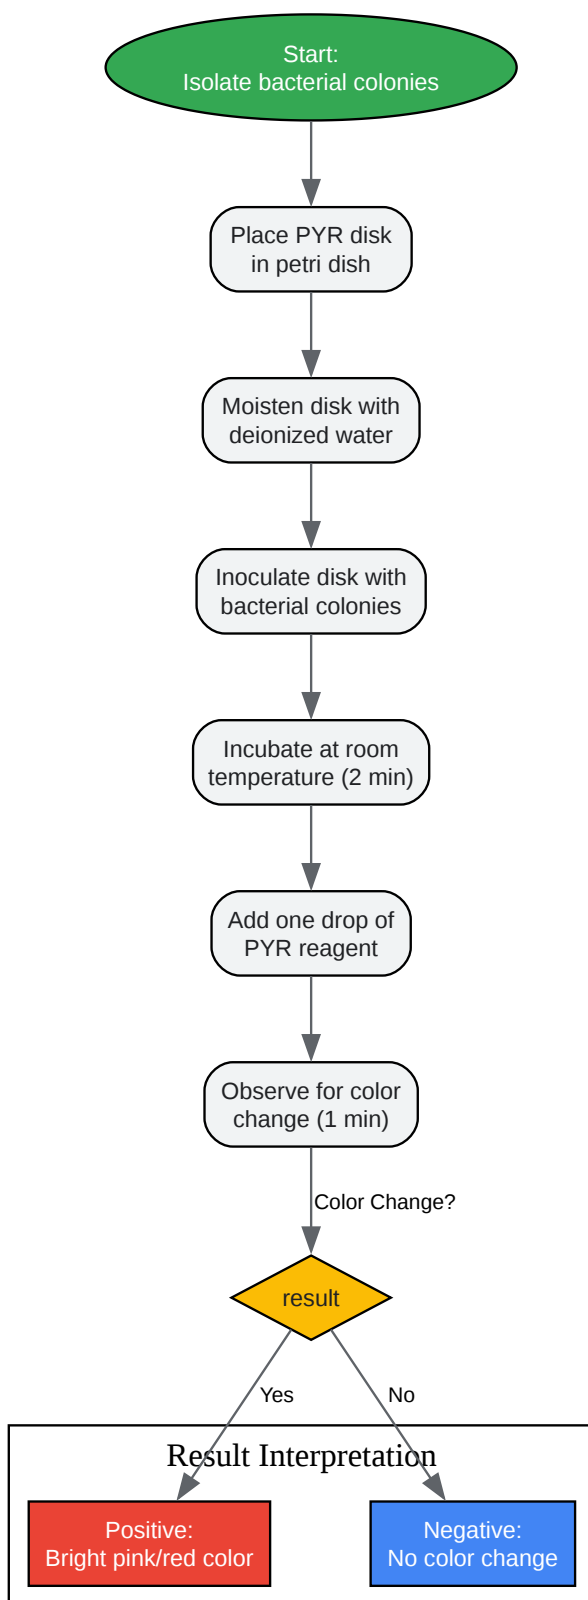 Start:
Isolate bacterial colonies
Place PYR disk
in petri dish
Moisten disk with
deionized water
Inoculate disk with
bacterial colonies
Incubate at room
temperature (2 min)
Add one drop of
PYR reagent
Observe for color
change (1 min)
Color Change?
result
Yes
No
Result Interpretation
Positive:
Bright pink/red color
Negative:
No color change